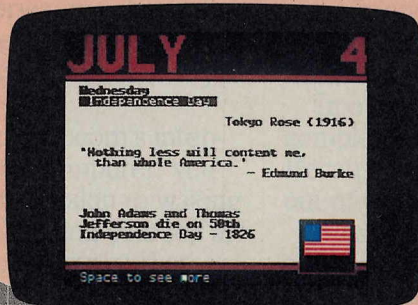 JULY 4
Wednesday
Independence Day
Tokyo Rose (1916)
"Nothing less will content me,
than whole America."
- Edmund Burke
John Adams and Thomas
Jefferson die on 50th
Independence Day - 1826
Space to see more